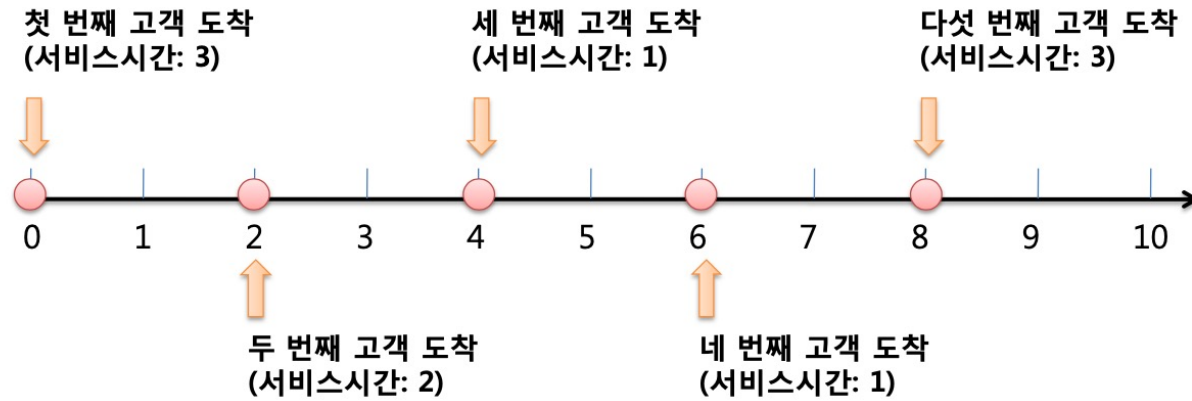 첫 번째 고객 도착
(서비스시간: 3)
세 번째 고객 도착
(서비스시간: 1)
다섯 번째 고객 도착
(서비스시간: 3)
0 1 2 3 4 5 6 7 8 9 10
두 번째 고객 도착
(서비스시간: 2)
네 번째 고객 도착
(서비스시간: 1)